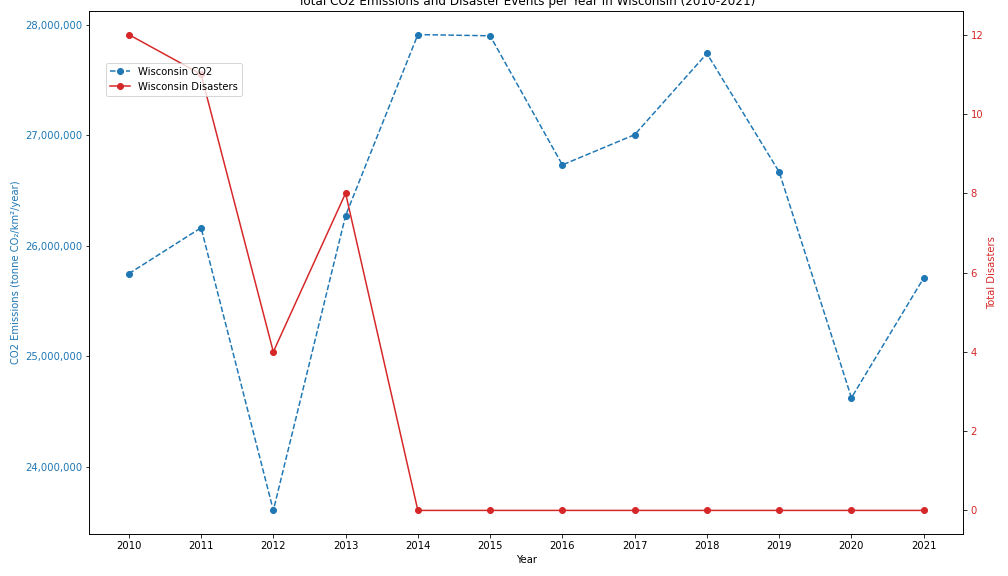 Total CO2 Emissions and Disaster Events per Year in Wisconsin (2010-2021)
28,000,000
27,000,000
26,000,000
25,000,000
24,000,000
CO2 Emissions (tonne CO₂/km²/year)
Wisconsin CO2
Wisconsin Disasters
12
10
8
6
4
2
0
Total Disasters
2010 2011 2012 2013 2014 2015 2016 2017 2018 2019 2020 2021
Year